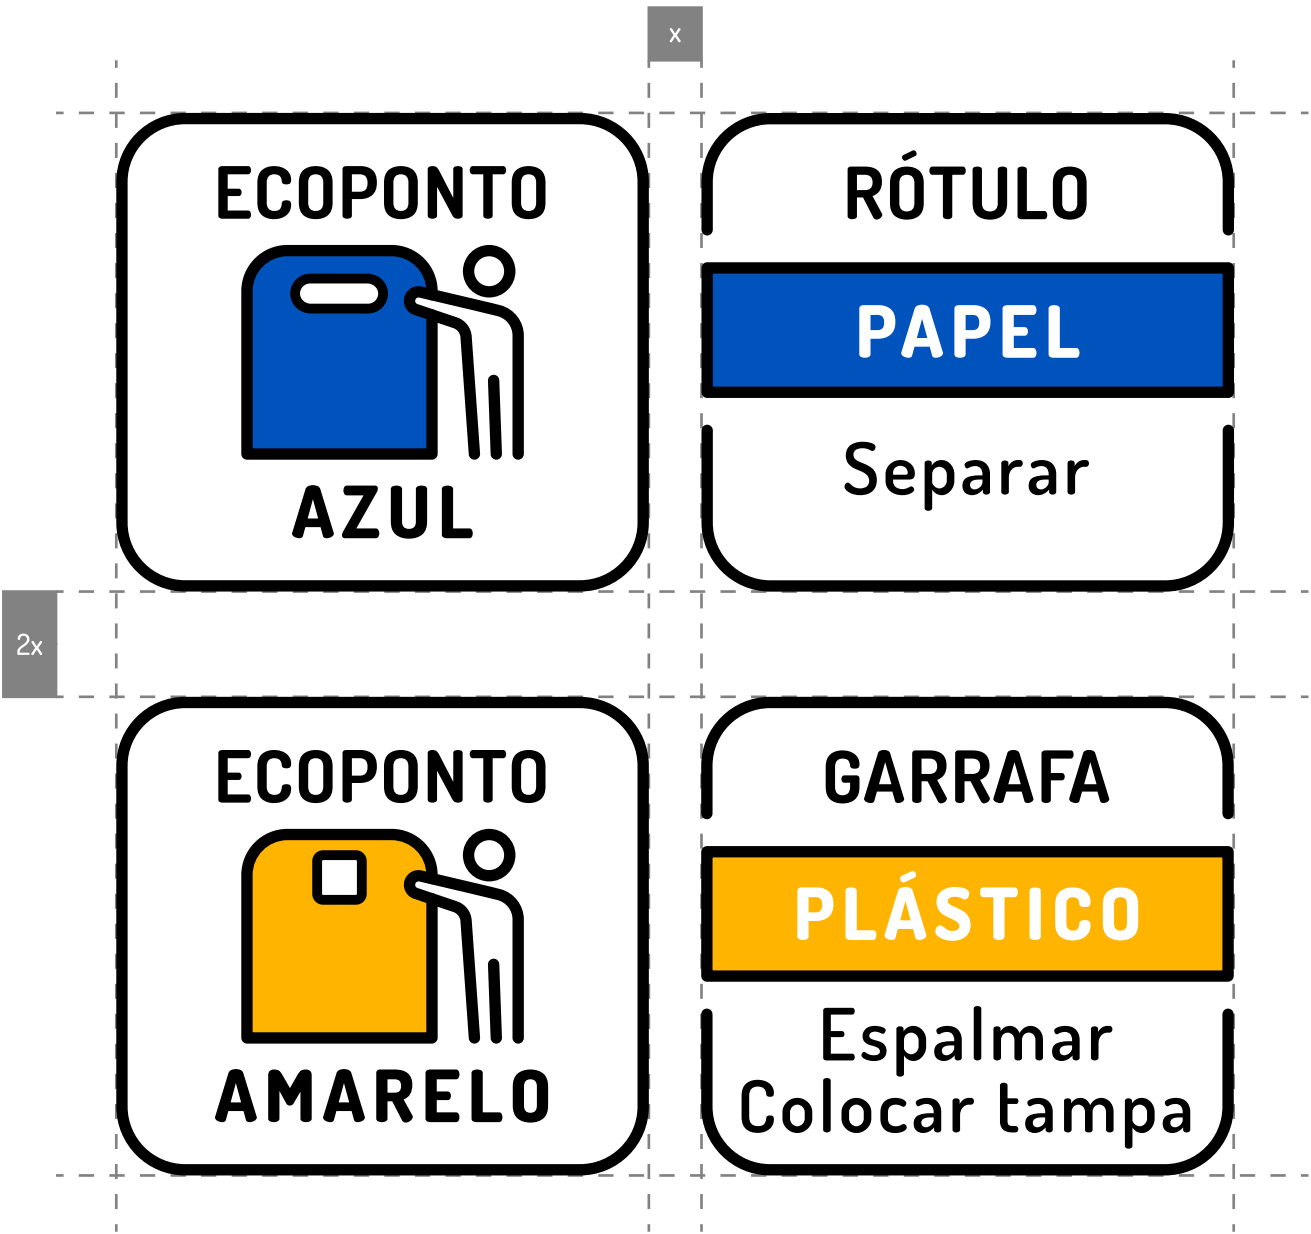 x
ECOPONTO
AZUL
RÓTULO
PAPEL
Separar
2x
ECOPONTO
AMARELO
GARRAFA
PLÁSTICO
Espalmar
Colocar tampa